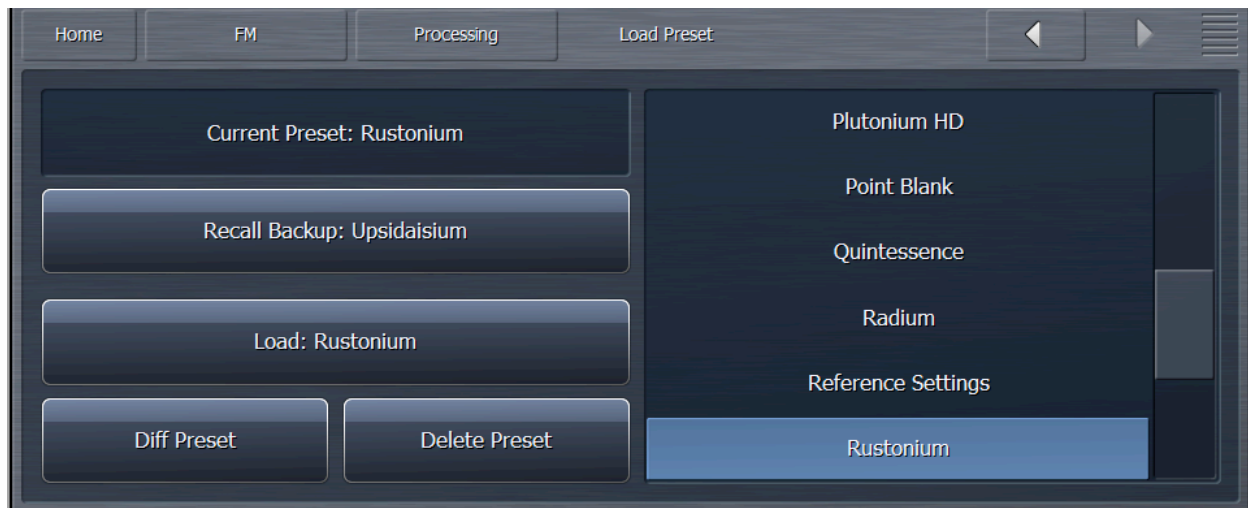 Home FM Processing Load Preset
Current Preset: Rustonium
Recall Backup: Upsidaisium
Load: Rustonium
Diff Preset Delete Preset
Plutonium HD
Point Blank
Quintessence
Radium
Reference Settings
Rustonium